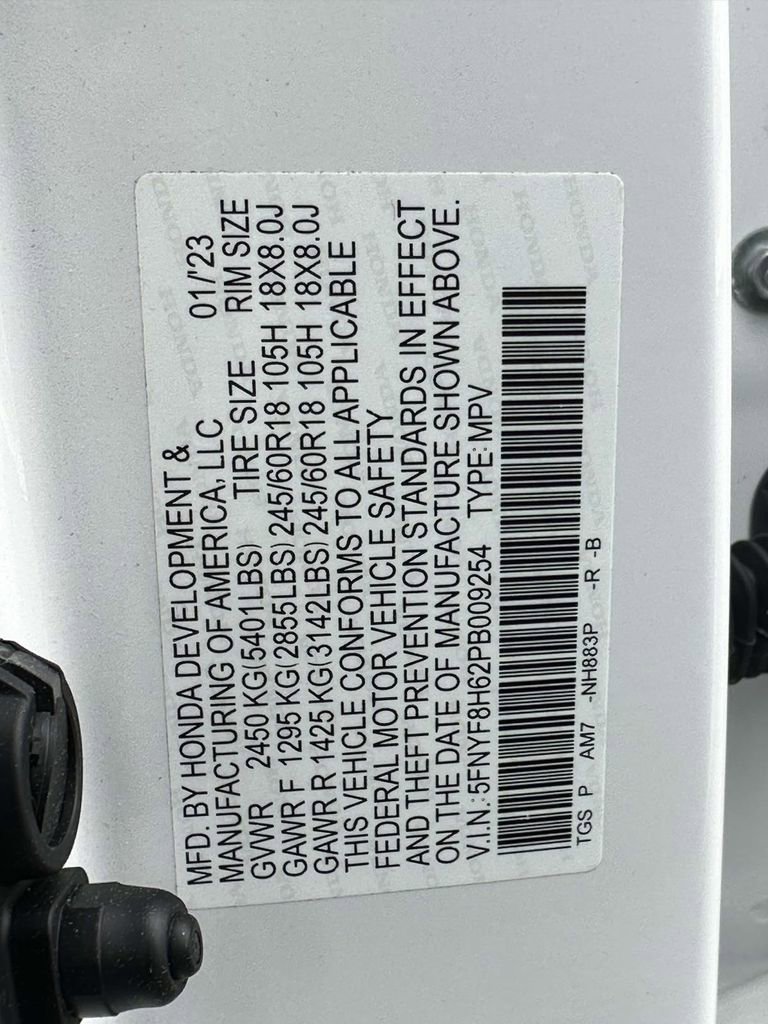 MFD. BY HONDA DEVELOPMENT &
MANUFACTURING OF AMERICA, LLC 01/'23
GVWR 2450 KG(5401LBS) TIRE SIZE RIM SIZE
GAWR F 1295 KG(2855LBS) 245/60R18 105H 18X8.0J
GAWR R 1425 KG(3142LBS) 245/60R18 105H 18X8.0J
THIS VEHICLE CONFORMS TO ALL APPLICABLE
FEDERAL MOTOR VEHICLE SAFETY
AND THEFT PREVENTION STANDARDS IN EFFECT
ON THE DATE OF MANUFACTURE SHOWN ABOVE.
V.I.N.:5FNYF8H62PB009254 TYPE:MPV
TGS P AM7 -NH883P -R -B